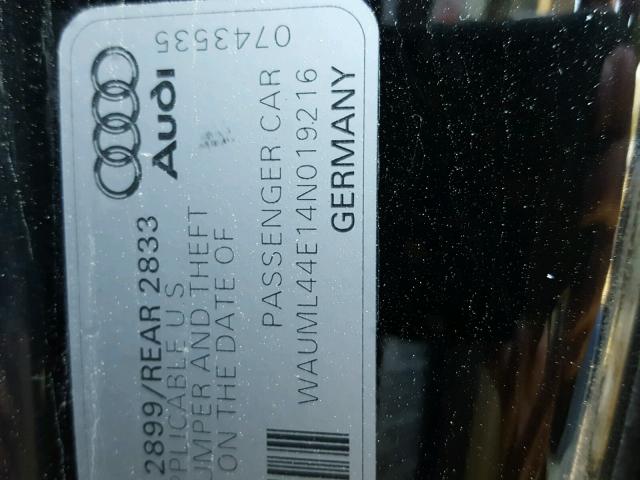 0743535
Audi
2899/REAR 2833
PPLICABLE U S
UMPER AND THEFT
ON THE DATE OF
PASSENGER CAR
WAUML44E14N019216
GERMANY